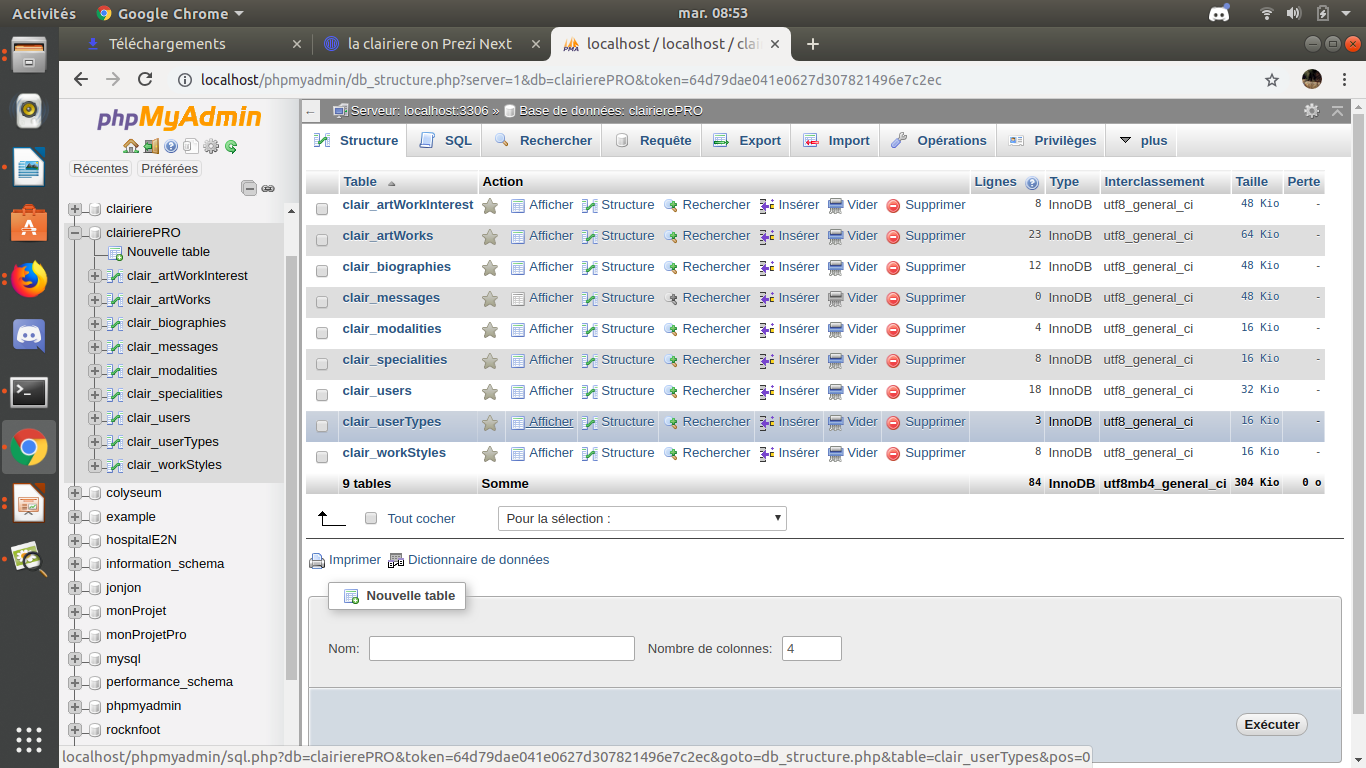 Activités Google Chrome mar. 08:53
Téléchargements la clairiere on Prezi Next localhost / localhost / clai
localhost/phpmyadmin/db_structure.php?server=1&db=clairierePRO&token=64d79dae041e0627d307821496e7c2ec
phpMyAdmin
Récentes Préférées
clairiere
clairierePRO
Nouvelle table
clair_artWorkInterest
clair_artWorks
clair_biographies
clair_messages
clair_modalities
clair_specialities
clair_users
clair_userTypes
clair_workStyles
colyseum
example
hospitalE2N
information_schema
jonjon
monProjet
monProjetPro
mysql
performance_schema
phpmyadmin
rocknfoot
Serveur: localhost:3306 » Base de données: clairierePRO
Structure SQL Rechercher Requête Export Import Opérations Privilèges plus
Table Action Lignes Type Interclassement Taille Perte
clair_artWorkInterest Afficher Structure Rechercher Insérer Vider Supprimer 8 InnoDB utf8_general_ci 48 Kio -
clair_artWorks Afficher Structure Rechercher Insérer Vider Supprimer 23 InnoDB utf8_general_ci 64 Kio -
clair_biographies Afficher Structure Rechercher Insérer Vider Supprimer 12 InnoDB utf8_general_ci 48 Kio -
clair_messages Afficher Structure Rechercher Insérer Vider Supprimer 0 InnoDB utf8_general_ci 48 Kio -
clair_modalities Afficher Structure Rechercher Insérer Vider Supprimer 4 InnoDB utf8_general_ci 16 Kio -
clair_specialities Afficher Structure Rechercher Insérer Vider Supprimer 8 InnoDB utf8_general_ci 16 Kio -
clair_users Afficher Structure Rechercher Insérer Vider Supprimer 18 InnoDB utf8_general_ci 32 Kio -
clair_userTypes Afficher Structure Rechercher Insérer Vider Supprimer 3 InnoDB utf8_general_ci 16 Kio -
clair_workStyles Afficher Structure Rechercher Insérer Vider Supprimer 8 InnoDB utf8_general_ci 16 Kio -
9 tables Somme 84 InnoDB utf8mb4_general_ci 304 Kio 0 o
Tout cocher Pour la sélection :
Imprimer Dictionnaire de données
Nouvelle table
Nom: Nombre de colonnes: 4
Exécuter
localhost/phpmyadmin/sql.php?db=clairierePRO&token=64d79dae041e0627d307821496e7c2ec&goto=db_structure.php&table=clair_userTypes&pos=0